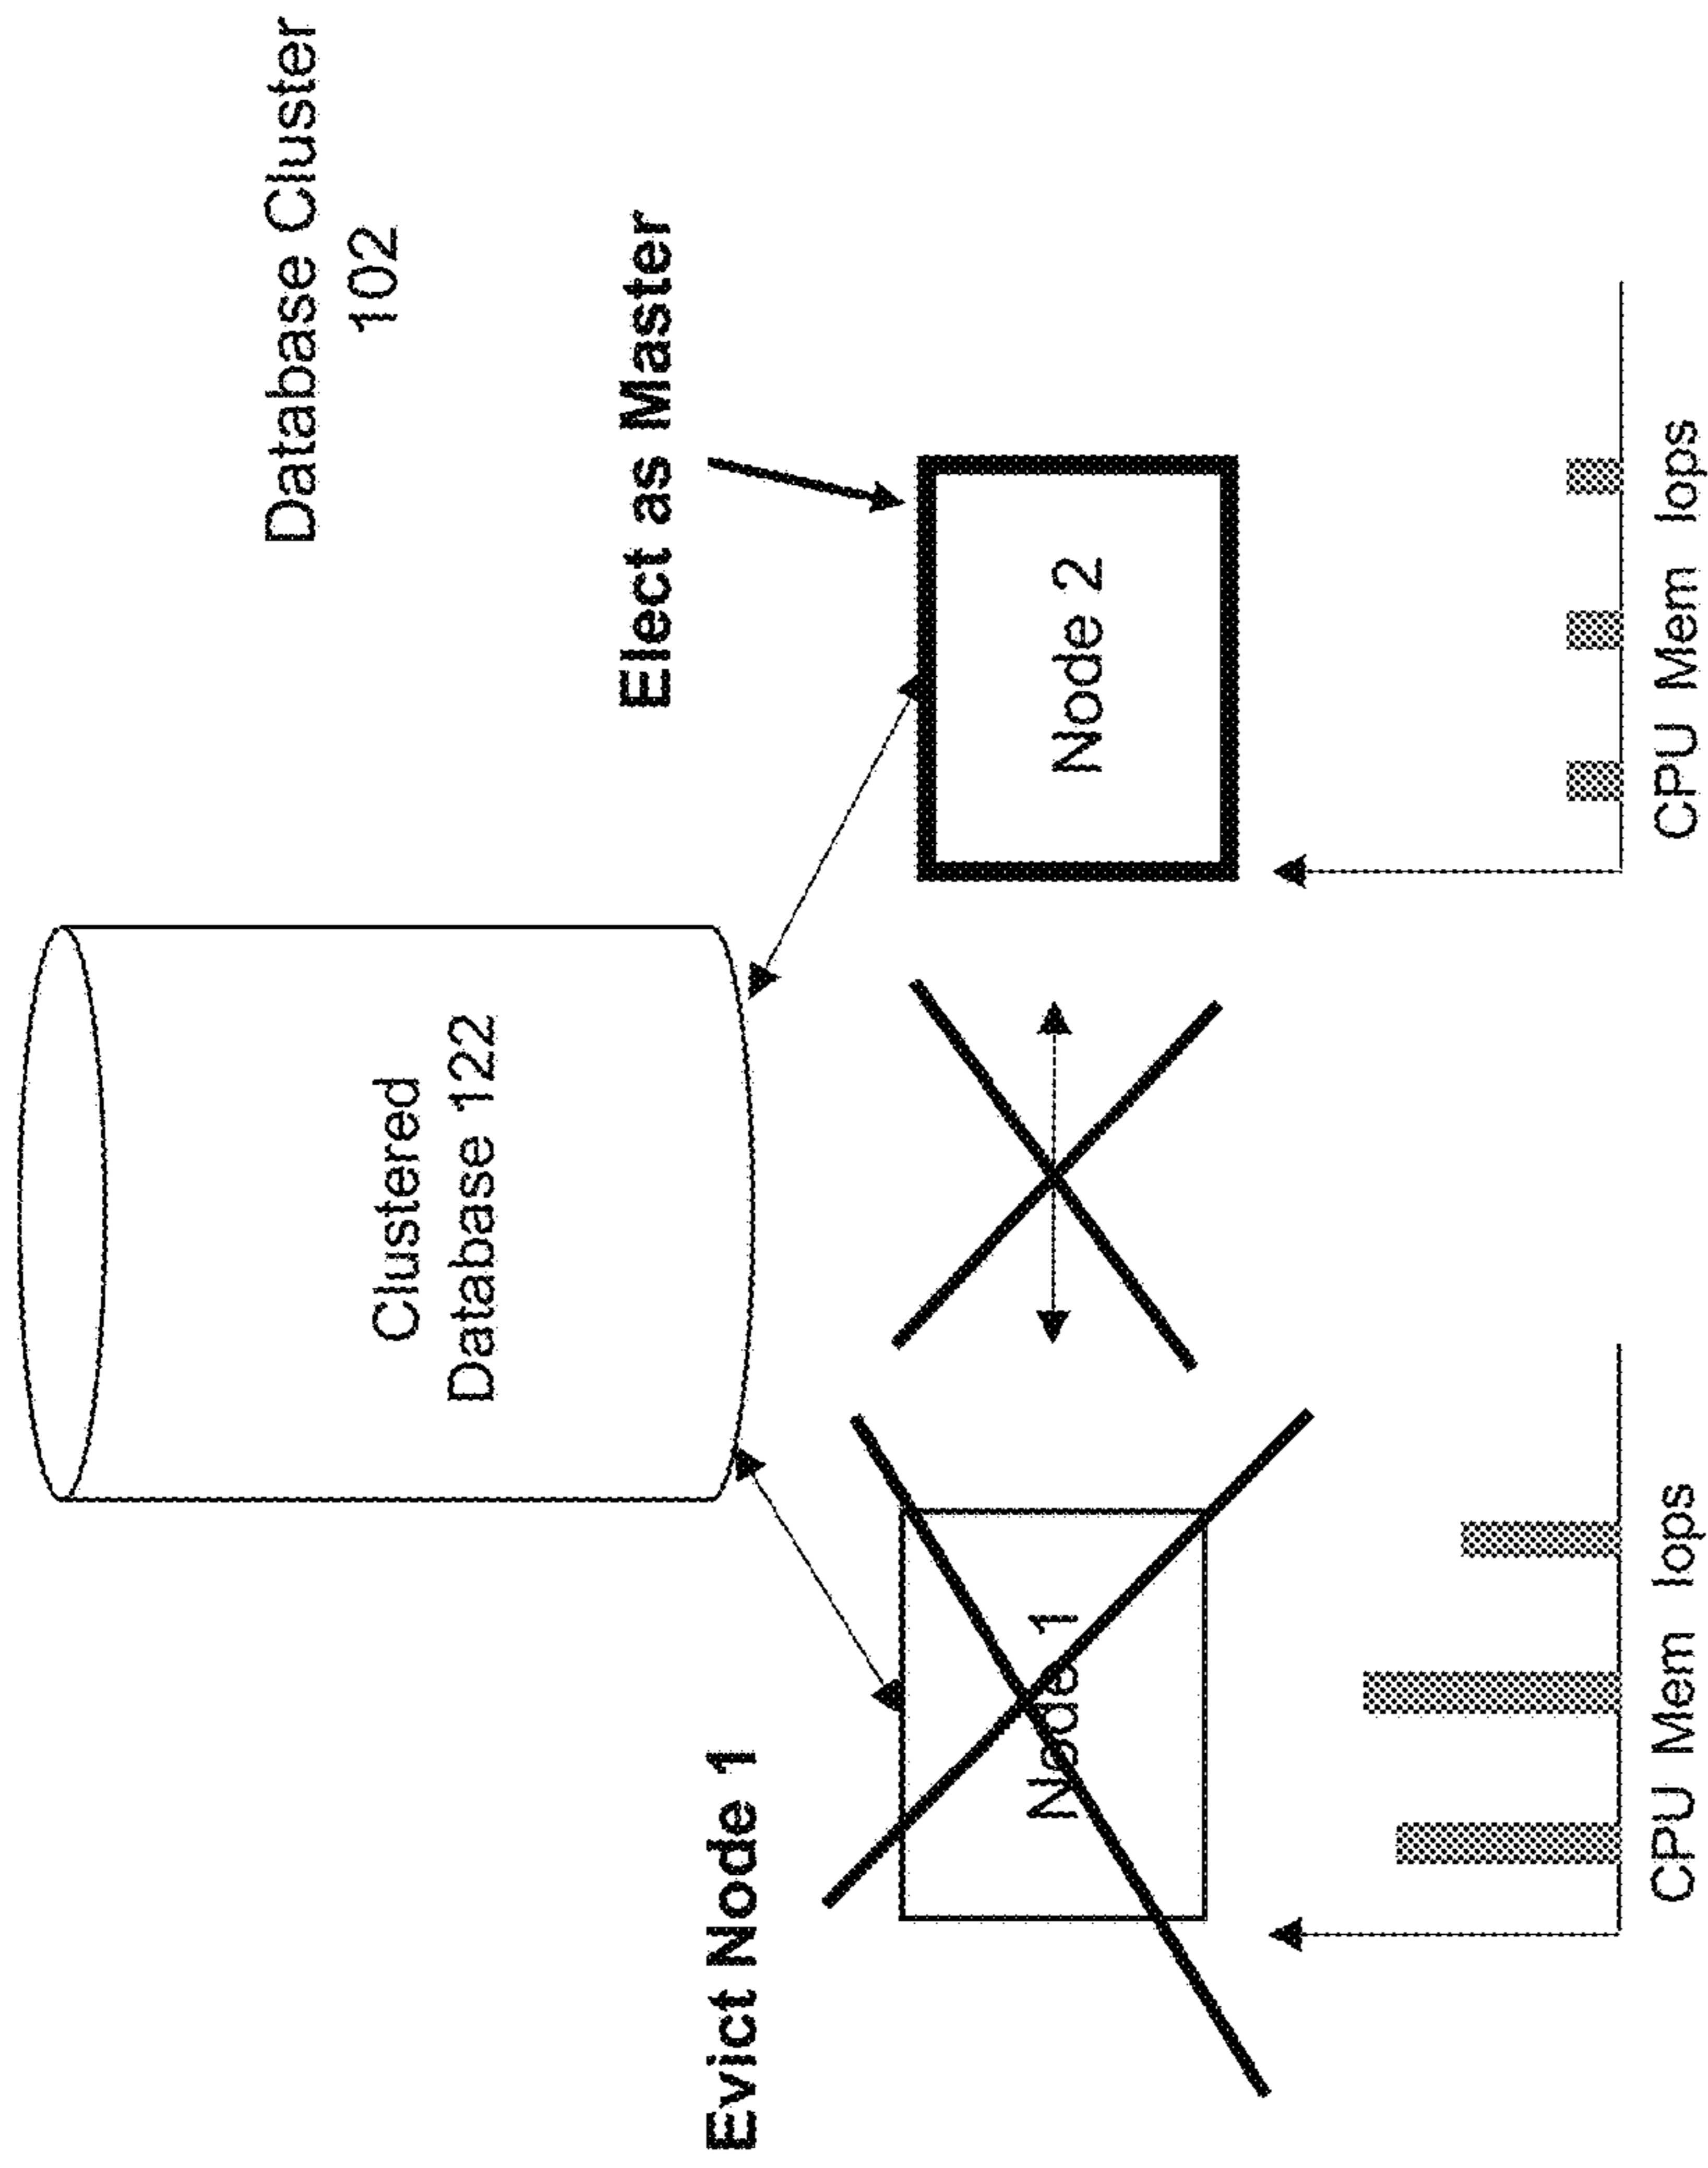 Database Cluster
102
Clustered
Database 122
Elect as Master
Evict Node 1
Node 1
Node 2
CPU Mem Iops
CPU Mem Iops